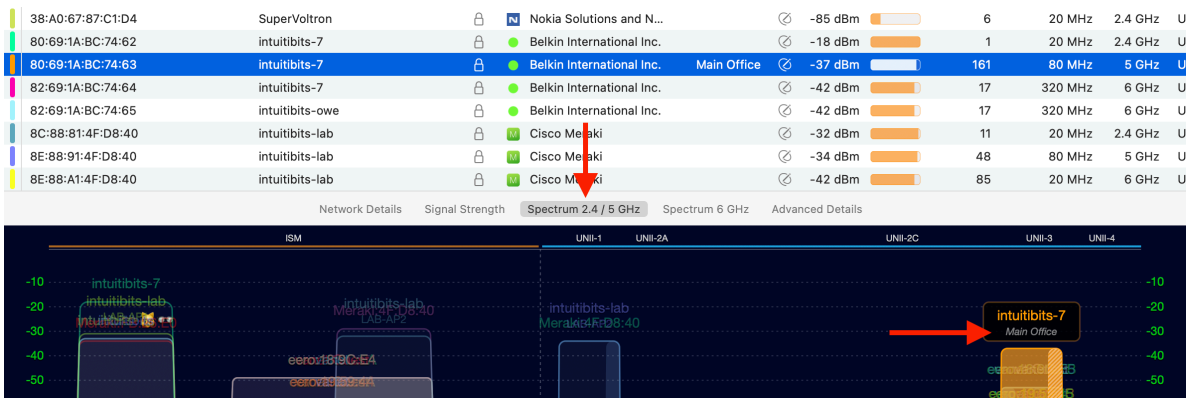 38:A0:67:87:C1:D4 SuperVoltron Nokia Solutions and N... -85 dBm 6 20 MHz 2.4 GHz U
80:69:1A:BC:74:62 intuitibits-7 Belkin International Inc. -18 dBm 1 20 MHz 2.4 GHz U
80:69:1A:BC:74:63 intuitibits-7 Belkin International Inc. Main Office -37 dBm 161 80 MHz 5 GHz U
82:69:1A:BC:74:64 intuitibits-7 Belkin International Inc. -42 dBm 17 320 MHz 6 GHz U
82:69:1A:BC:74:65 intuitibits-owe Belkin International Inc. -42 dBm 17 320 MHz 6 GHz U
8C:88:81:4F:D8:40 intuitibits-lab M Cisco Meraki -32 dBm 11 20 MHz 2.4 GHz U
8E:88:91:4F:D8:40 intuitibits-lab M Cisco Meraki -34 dBm 48 80 MHz 5 GHz U
8E:88:A1:4F:D8:40 intuitibits-lab M Cisco Meraki -42 dBm 85 20 MHz 6 GHz U
Network Details Signal Strength Spectrum 2.4 / 5 GHz Spectrum 6 GHz Advanced Details
ISM UNII-1 UNII-2A UNII-2C UNII-3 UNII-4
-10 intuitibits-7 -10
-20 intuitibits-lab intuitibits-lab intuitibits-lab -20
LAB-AP2
intuitibits-7
-30 Main Office -30
-40 -40
-50 -50